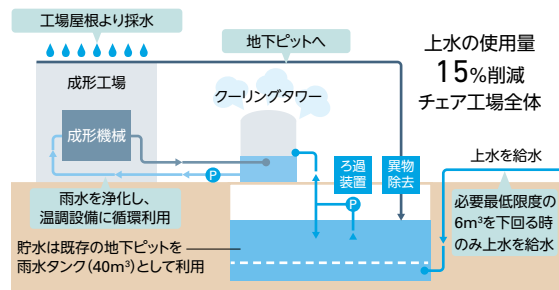 工場屋根より採水
地下ピットへ
上水の使用量
15%削減
チェア工場全体
成形工場
クーリングタワー
成形機械
ろ過
装置
異物
除去
上水を給水
P
P
雨水を浄化し、
温調設備に循環利用
必要最低限度の
6m³を下回る時
のみ上水を給水
貯水は既存の地下ピットを
雨水タンク（40m³）として利用